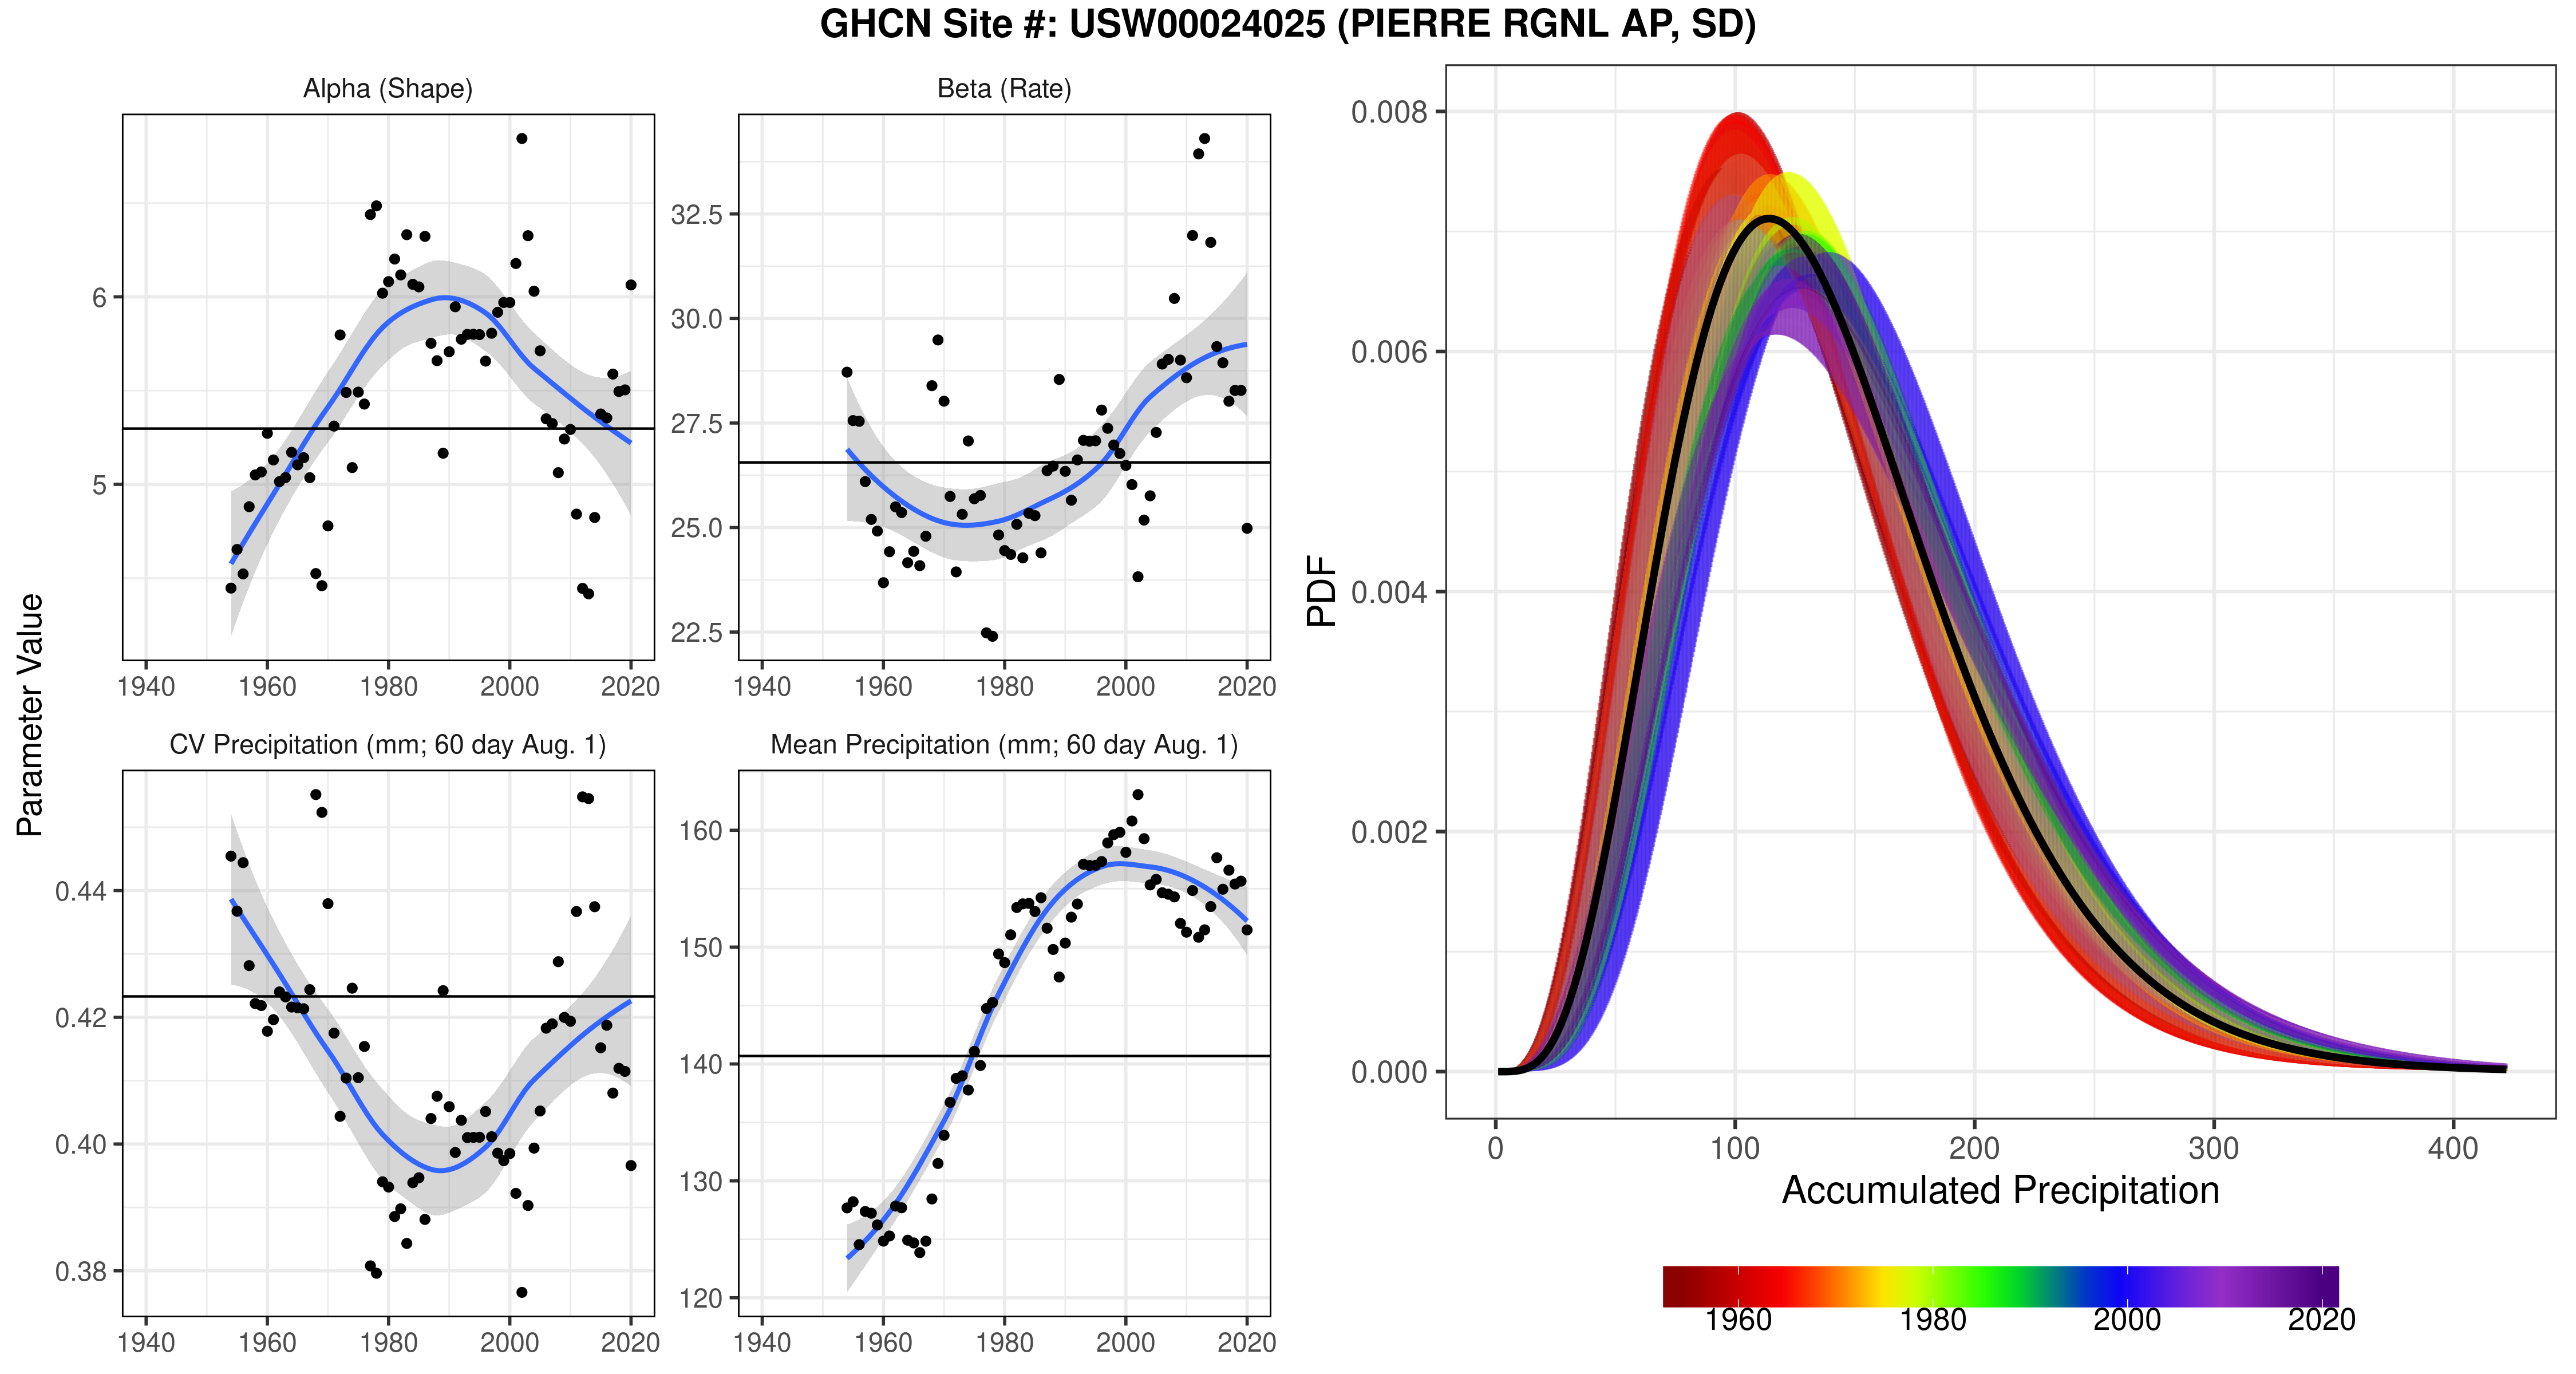 GHCN Site #: USW00024025 (PIERRE RGNL AP, SD)
Parameter Value
Alpha (Shape)
6
5
1940 1960 1980 2000 2020
Beta (Rate)
32.5
30.0
27.5
25.0
22.5
1940 1960 1980 2000 2020
CV Precipitation (mm; 60 day Aug. 1)
0.44
0.42
0.40
0.38
1940 1960 1980 2000 2020
Mean Precipitation (mm; 60 day Aug. 1)
160
150
140
130
120
1940 1960 1980 2000 2020
PDF
0.008
0.006
0.004
0.002
0.000
0 100 200 300 400
Accumulated Precipitation
1960 1980 2000 2020